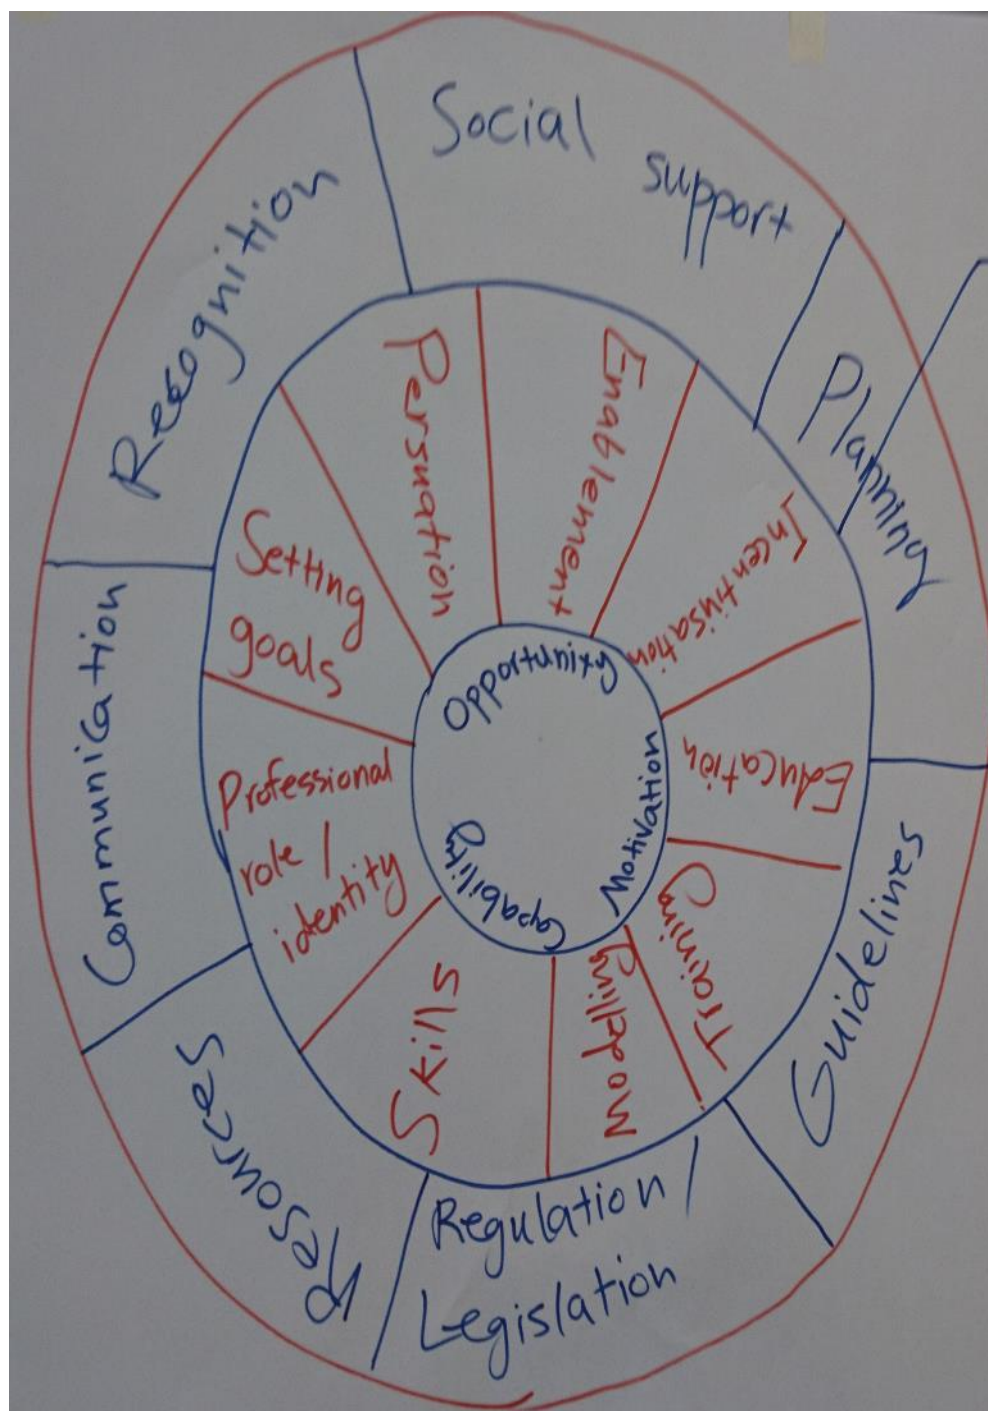 Social
support
Planning
Guidelines
Regulation/
Legislation
Resources
Communication
Recognition
Persuation
Enablement
Incentivisation
Education
Training
Modelling
Skills
Professional
role /
identity
Setting
goals
Opportunity
Motivation
Capability